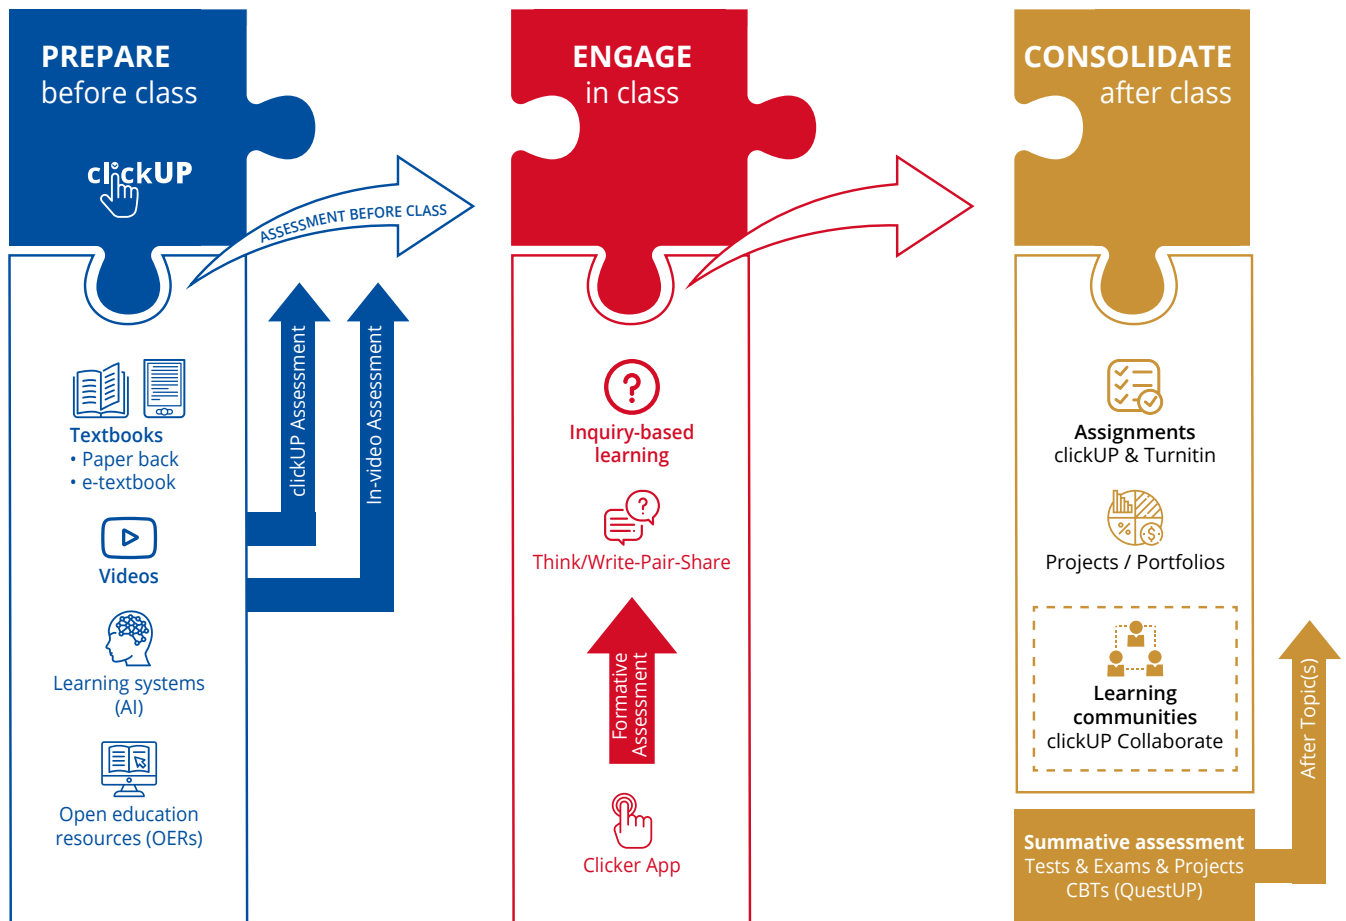 PREPARE
before class
clickUP
ASSESSMENT BEFORE CLASS
Textbooks
• Paper back
• e-textbook
Videos
Learning systems
(AI)
Open education
resources (OERs)
clickUP Assessment
In-video Assessment
ENGAGE
in class
Inquiry-based
learning
Think/Write-Pair-Share
Formative
Assessment
Clicker App
CONSOLIDATE
after class
Assignments
clickUP & Turnitin
Projects / Portfolios
Learning
communities
clickUP Collaborate
After Topic(s)
Summative assessment
Tests & Exams & Projects
CBTs (QuestUP)